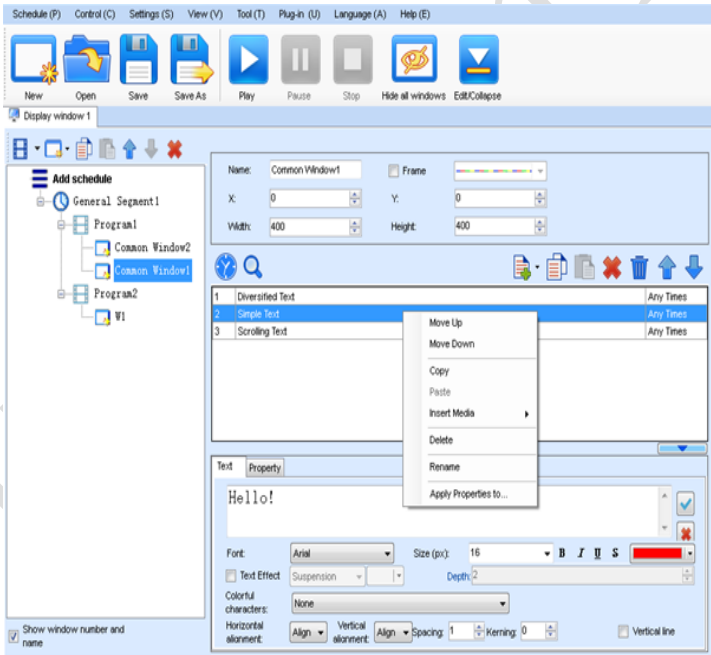 Schedule (P) Control (C) Settings (S) View (V) Tool (T) Plug-in (U) Language (A) Help (E)
New Open Save Save As Play Pause Stop Hide all windows Edit/Collapse
Display window 1
Add schedule
General Segment1
Program1
Common Window2
Common Window1
Program2
W1
Show window number and
name
Name: Common Window1 Frame
X: 0 Y: 0
Width: 400 Height: 400
1 Diversified Text Any Times
2 Simple Text Any Times
3 Scrolling Text Any Times
Move Up
Move Down
Copy
Paste
Insert Media
Delete
Rename
Apply Properties to...
Text Property
Hello!
Font: Arial Size (px): 16 B I U S
Text Effect Suspension Depth: 2
Colorful
characters: None
Horizontal
alignment: Align Vertical
alignment: Align Spacing: 1 Kerning: 0 Vertical line